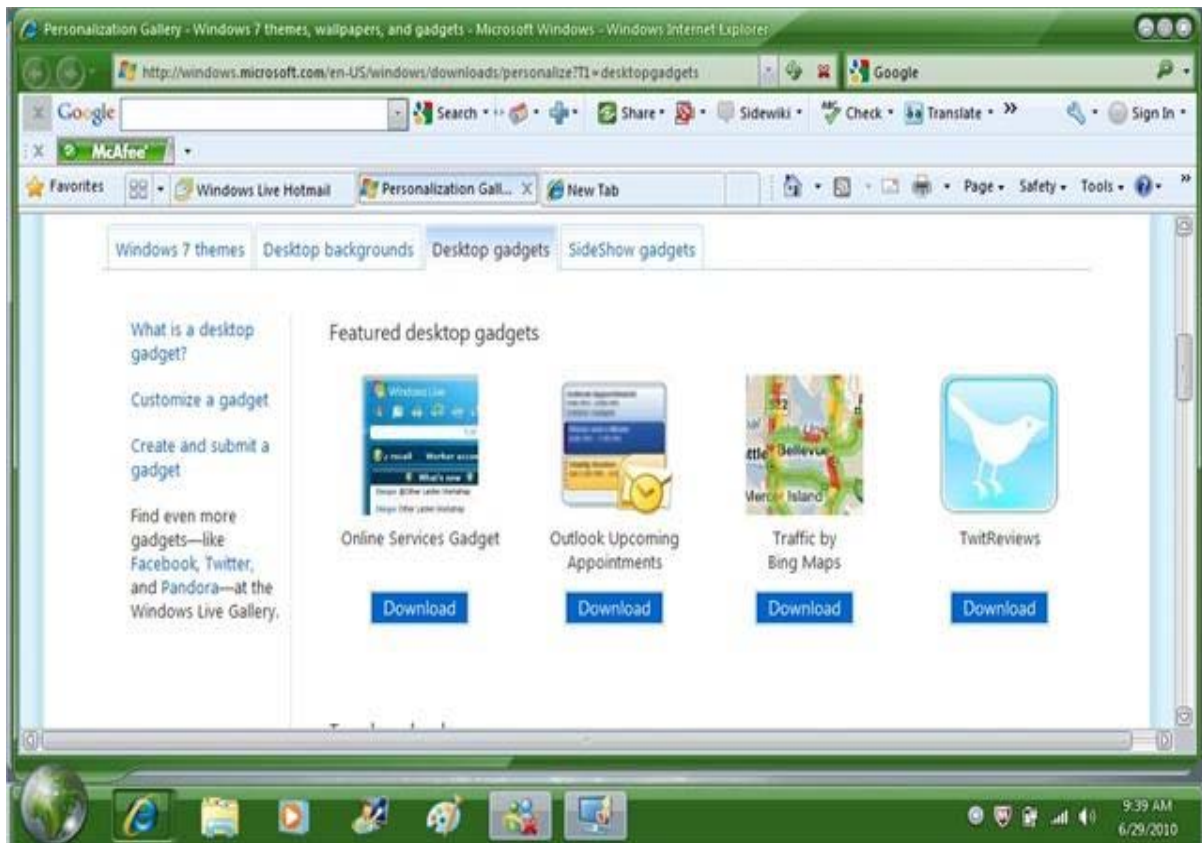 Personalization Gallery - Windows 7 themes, wallpapers, and gadgets - Microsoft Windows - Windows Internet Explorer
http://windows.microsoft.com/en-US/windows/downloads/personalize?T1=desktopgadgets
Google
Google Search Share Sidewiki Check Translate Sign In
McAfee
Favorites Windows Live Hotmail Personalization Gall... New Tab Page Safety Tools
Windows 7 themes Desktop backgrounds Desktop gadgets SideShow gadgets
What is a desktop
gadget?
Customize a gadget
Create and submit a
gadget
Find even more
gadgets—like
Facebook, Twitter,
and Pandora—at the
Windows Live Gallery.
Featured desktop gadgets
Windows Live
What's new
Bellevue
Mercer Island
Online Services Gadget
Outlook Upcoming
Appointments
Traffic by
Bing Maps
TwitReviews
Download Download Download Download
9:39 AM
6/29/2010